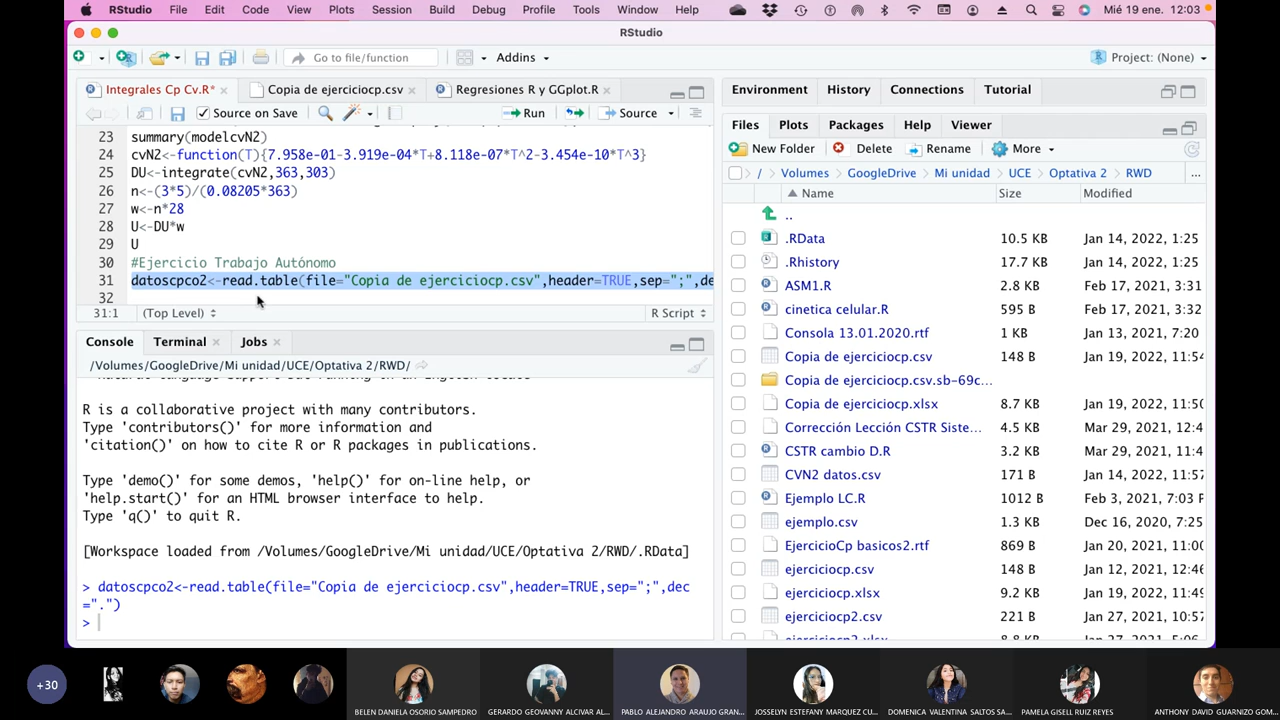 RStudio File Edit Code View Plots Session Build Debug Profile Tools Window Help Mié 19 ene. 12:03
RStudio
Go to file/function Addins Project: (None)
Integrales Cp Cv.R* Copia de ejerciciocp.csv Regresiones R y GGplot.R
Source on Save Run Source
23 summary(modelcvN2)
24 cvN2<-function(T){7.958e-01-3.919e-04*T+8.118e-07*T^2-3.454e-10*T^3}
25 DU<-integrate(cvN2,363,303)
26 n<-(3*5)/(0.08205*363)
27 w<-n*28
28 U<-DU*w
29 U
30 #Ejercicio Trabajo Autónomo
31 datoscpco2<-read.table(file="Copia de ejerciciocp.csv",header=TRUE,sep=";",de
32
31:1 (Top Level) R Script
Console Terminal Jobs
/Volumes/GoogleDrive/Mi unidad/UCE/Optativa 2/RWD/
R is a collaborative project with many contributors.
Type 'contributors()' for more information and
'citation()' on how to cite R or R packages in publications.
Type 'demo()' for some demos, 'help()' for on-line help, or
'help.start()' for an HTML browser interface to help.
Type 'q()' to quit R.
[Workspace loaded from /Volumes/GoogleDrive/Mi unidad/UCE/Optativa 2/RWD/.RData]
> datoscpco2<-read.table(file="Copia de ejerciciocp.csv",header=TRUE,sep=";",dec
=".")
>
Environment History Connections Tutorial
Files Plots Packages Help Viewer
New Folder Delete Rename More
/ Volumes GoogleDrive Mi unidad UCE Optativa 2 RWD ...
Name Size Modified
..
.RData 10.5 KB Jan 14, 2022, 1:25
.Rhistory 17.7 KB Jan 14, 2022, 1:25
ASM1.R 2.8 KB Feb 17, 2021, 3:31
cinetica celular.R 595 B Feb 17, 2021, 3:32
Consola 13.01.2020.rtf 1 KB Jan 13, 2021, 7:20
Copia de ejerciciocp.csv 148 B Jan 19, 2022, 11:54
Copia de ejerciciocp.csv.sb-69c...
Copia de ejerciciocp.xlsx 8.7 KB Jan 19, 2022, 11:50
Corrección Lección CSTR Siste... 4.5 KB Mar 29, 2021, 12:4
CSTR cambio D.R 3.2 KB Mar 29, 2021, 11:4
CVN2 datos.csv 171 B Jan 14, 2022, 11:57
Ejemplo LC.R 1012 B Feb 3, 2021, 7:03 P
ejemplo.csv 1.3 KB Dec 16, 2020, 7:25
EjercicioCp basicos2.rtf 869 B Jan 20, 2021, 11:00
ejerciciocp.csv 148 B Jan 12, 2022, 12:46
ejerciciocp.xlsx 9.2 KB Jan 19, 2022, 11:49
ejerciciocp2.csv 221 B Jan 27, 2021, 10:57
ejerciciocp2.xlsx 8.8 KB Jan 27, 2021, 5:06
+30 BELEN DANIELA OSORIO SAMPEDRO GERARDO GEOVANNY ALCIVAR AL... PABLO ALEJANDRO ARAUJO GRAN... JOSSELYN ESTEFANY MARQUEZ CU... DOMENICA VALENTINA SALTOS SA... PAMELA GISELL RUIZ REYES ANTHONY DAVID GUARNIZO GOM...